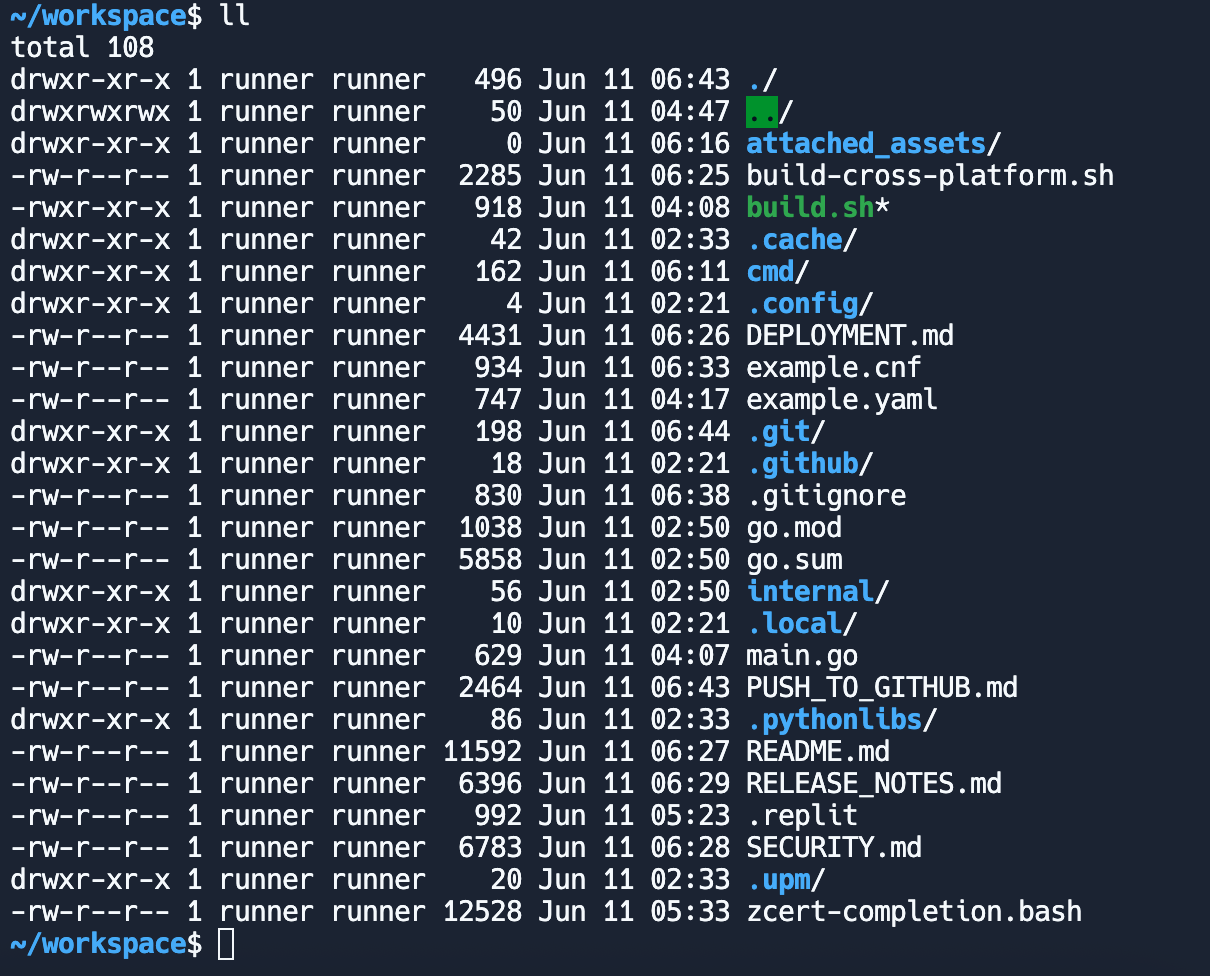 ~/workspace$ ll
total 108
drwxr-xr-x 1 runner runner   496 Jun 11 06:43 ./
drwxrwxrwx 1 runner runner    50 Jun 11 04:47 ../
drwxr-xr-x 1 runner runner     0 Jun 11 06:16 attached_assets/
-rw-r--r-- 1 runner runner  2285 Jun 11 06:25 build-cross-platform.sh
-rwxr-xr-x 1 runner runner   918 Jun 11 04:08 build.sh*
drwxr-xr-x 1 runner runner    42 Jun 11 02:33 .cache/
drwxr-xr-x 1 runner runner   162 Jun 11 06:11 cmd/
drwxr-xr-x 1 runner runner     4 Jun 11 02:21 .config/
-rw-r--r-- 1 runner runner  4431 Jun 11 06:26 DEPLOYMENT.md
-rw-r--r-- 1 runner runner   934 Jun 11 06:33 example.cnf
-rw-r--r-- 1 runner runner   747 Jun 11 04:17 example.yaml
drwxr-xr-x 1 runner runner   198 Jun 11 06:44 .git/
drwxr-xr-x 1 runner runner    18 Jun 11 02:21 .github/
-rw-r--r-- 1 runner runner   830 Jun 11 06:38 .gitignore
-rw-r--r-- 1 runner runner  1038 Jun 11 02:50 go.mod
-rw-r--r-- 1 runner runner  5858 Jun 11 02:50 go.sum
drwxr-xr-x 1 runner runner    56 Jun 11 02:50 internal/
drwxr-xr-x 1 runner runner    10 Jun 11 02:21 .local/
-rw-r--r-- 1 runner runner   629 Jun 11 04:07 main.go
-rw-r--r-- 1 runner runner  2464 Jun 11 06:43 PUSH_TO_GITHUB.md
drwxr-xr-x 1 runner runner    86 Jun 11 02:33 .pythonlibs/
-rw-r--r-- 1 runner runner 11592 Jun 11 06:27 README.md
-rw-r--r-- 1 runner runner  6396 Jun 11 06:29 RELEASE_NOTES.md
-rw-r--r-- 1 runner runner   992 Jun 11 05:23 .replit
-rw-r--r-- 1 runner runner  6783 Jun 11 06:28 SECURITY.md
drwxr-xr-x 1 runner runner    20 Jun 11 02:33 .upm/
-rw-r--r-- 1 runner runner 12528 Jun 11 05:33 zcert-completion.bash
~/workspace$